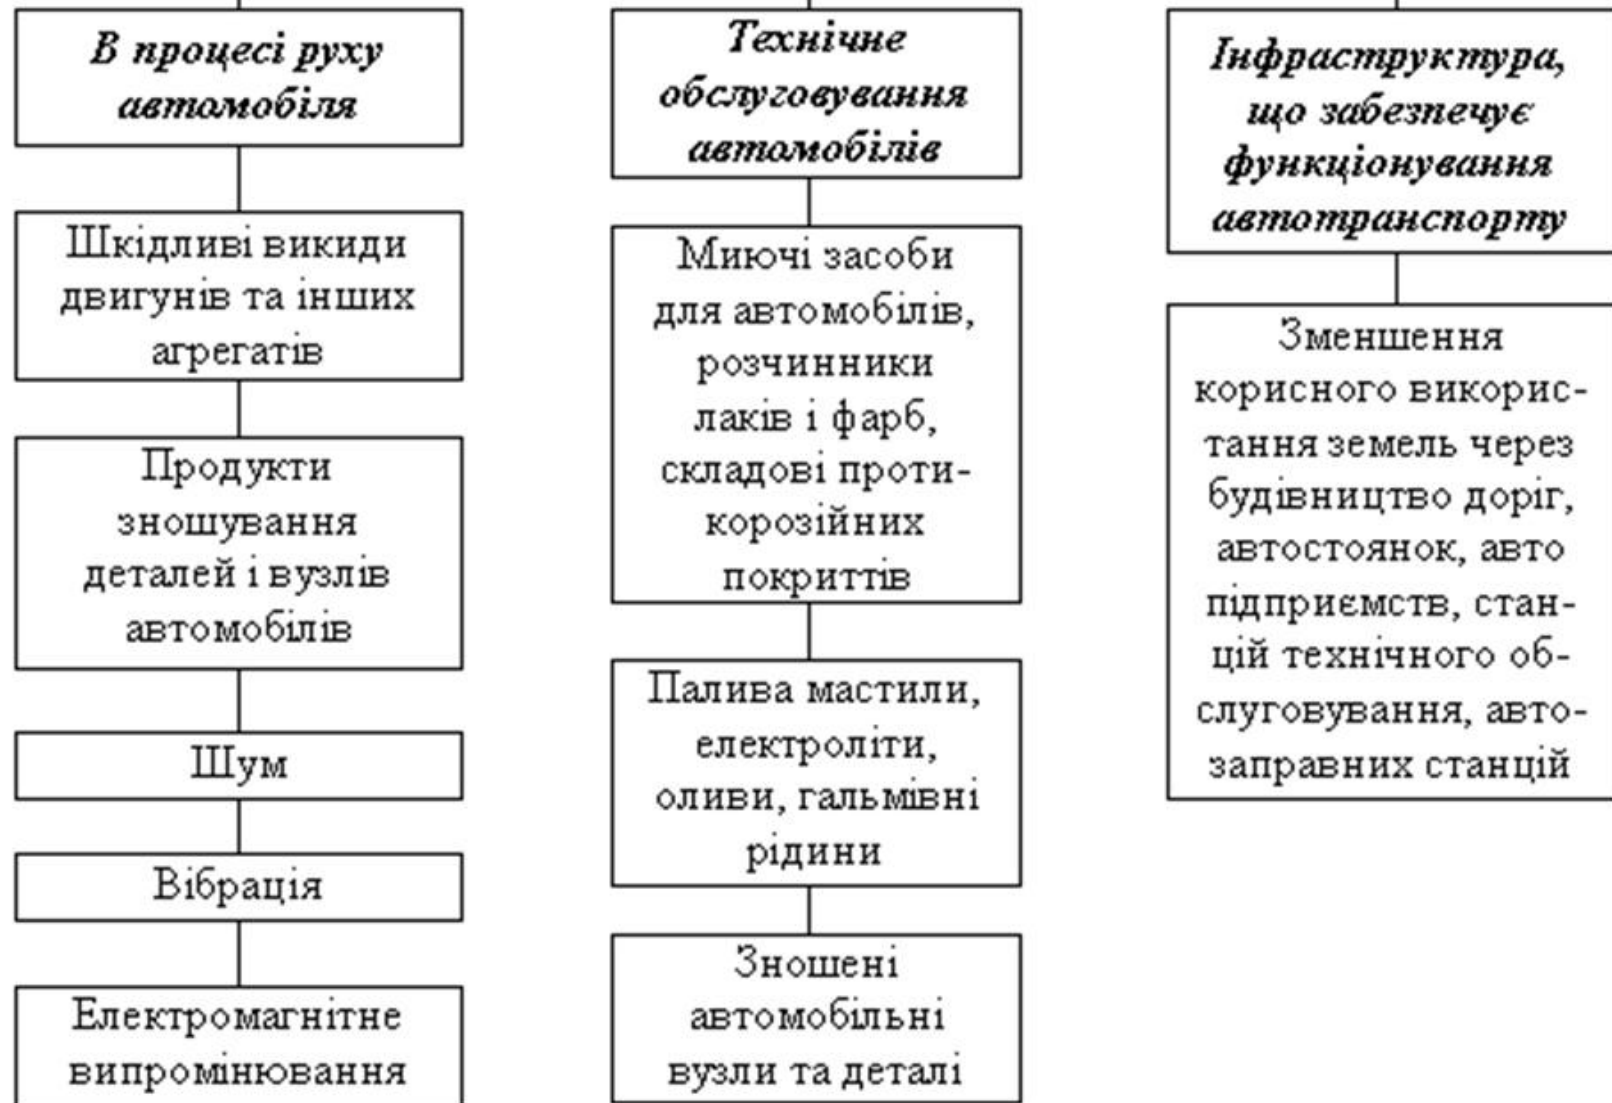 В процесі руху
автомобіля
Шкідливі викиди
двигунів та інших
агрегатів
Продукти
зношування
деталей і вузлів
автомобілів
Шум
Вібрація
Електромагнітне
випромінювання
Технічне
обслуговування
автомобілів
Миючі засоби
для автомобілів,
розчинники
лаків і фарб,
складові проти-
корозійних
покриттів
Палива мастили,
електроліти,
оливи, гальмівні
рідини
Зношені
автомобільні
вузли та деталі
Інфраструктура,
що забезпечує
функціонування
автотранспорту
Зменшення
корисного викорис-
тання земель через
будівництво доріг,
автостоянок, авто
підприємств, стан-
цій технічного об-
слуговування, авто-
заправних станцій